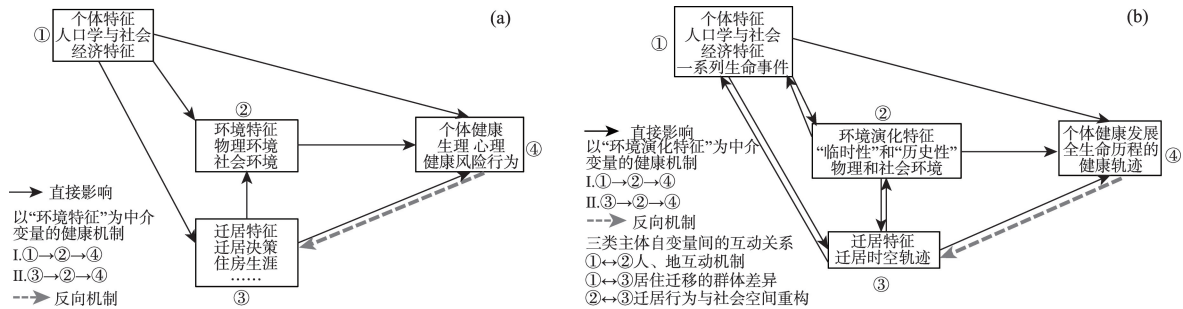 (a)
①
个体特征
人口学与社会
经济特征
②
环境特征
物理环境
社会环境
个体健康
生理 心理
健康风险行为
④
直接影响
以“环境特征”为中介
变量的健康机制
I.①→②→④
II.③→②→④
反向机制
迁居特征
迁居决策
住房生涯
……
③
(b)
①
个体特征
人口学与社会
经济特征
一系列生命事件
②
环境演化特征
“临时性”和“历史性”
物理和社会环境
个体健康发展
全生命历程的
健康轨迹
④
直接影响
以“环境演化特征”为中介
变量的健康机制
I.①→②→④
II.③→②→④
反向机制
三类主体自变量间的互动关系
①↔②人、地互动机制
①↔③居住迁移的群体差异
②↔③迁居行为与社会空间重构
迁居特征
迁居时空轨迹
③